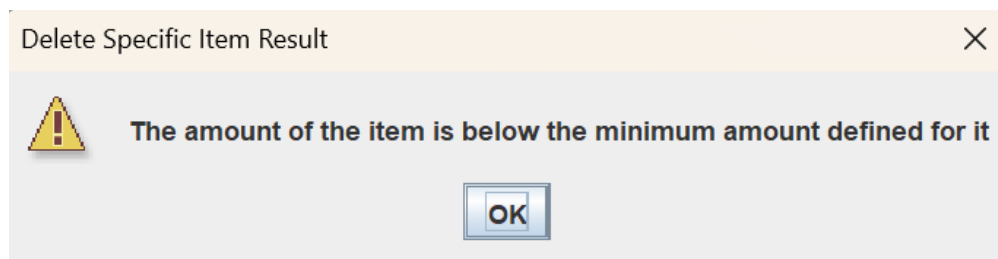 Delete Specific Item Result
The amount of the item is below the minimum amount defined for it
OK